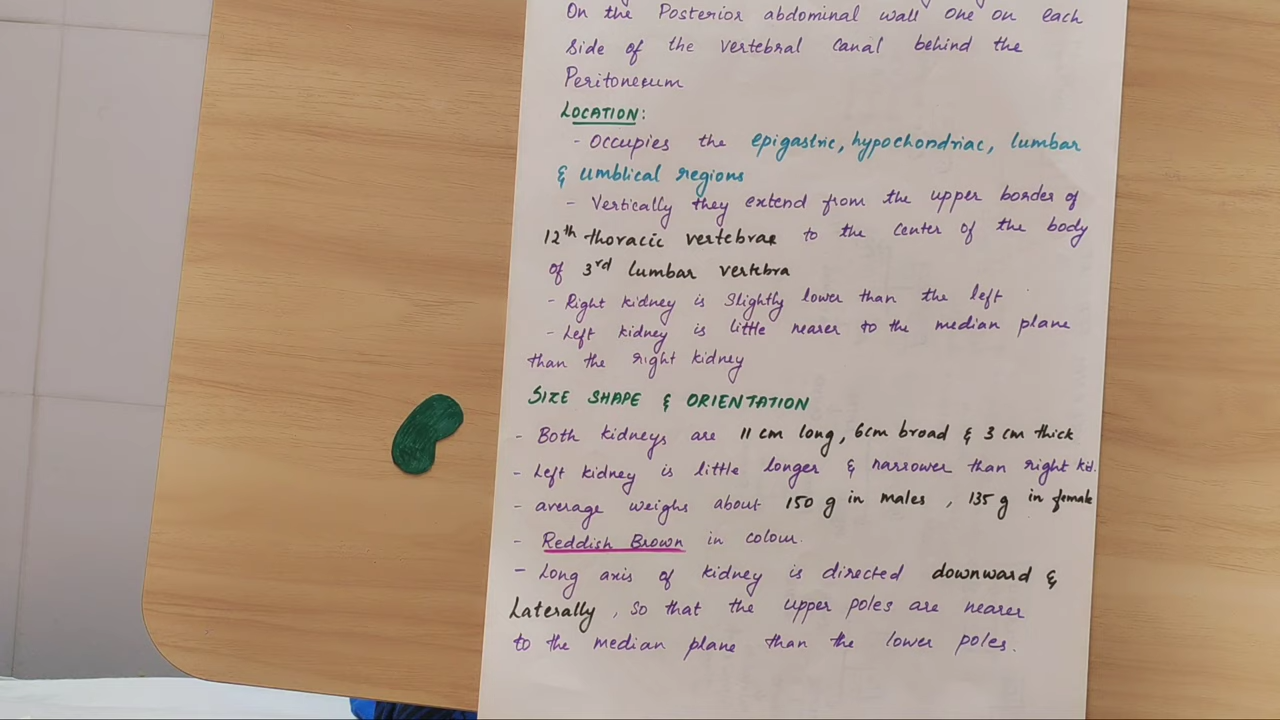 On the Posterior abdominal wall one on each
side of the vertebral canal behind the
Peritoneum
LOCATION:
- Occupies the epigastric, hypochondriac, lumbar
& umblical regions
- Vertically they extend from the upper border of
12th thoracic vertebrae to the center of the body
of 3rd lumbar vertebra
- Right kidney is slightly lower than the left
- Left kidney is little nearer to the median plane
than the right kidney
SIZE SHAPE & ORIENTATION
- Both kidneys are 11 cm long, 6cm broad & 3 cm thick
- Left kidney is little longer & narrower than right kid.
- average weighs about 150 g in males, 135 g in female
- Reddish Brown in colour.
- Long axis of kidney is directed downward &
Laterally, so that the upper poles are nearer
to the median plane than the lower poles.